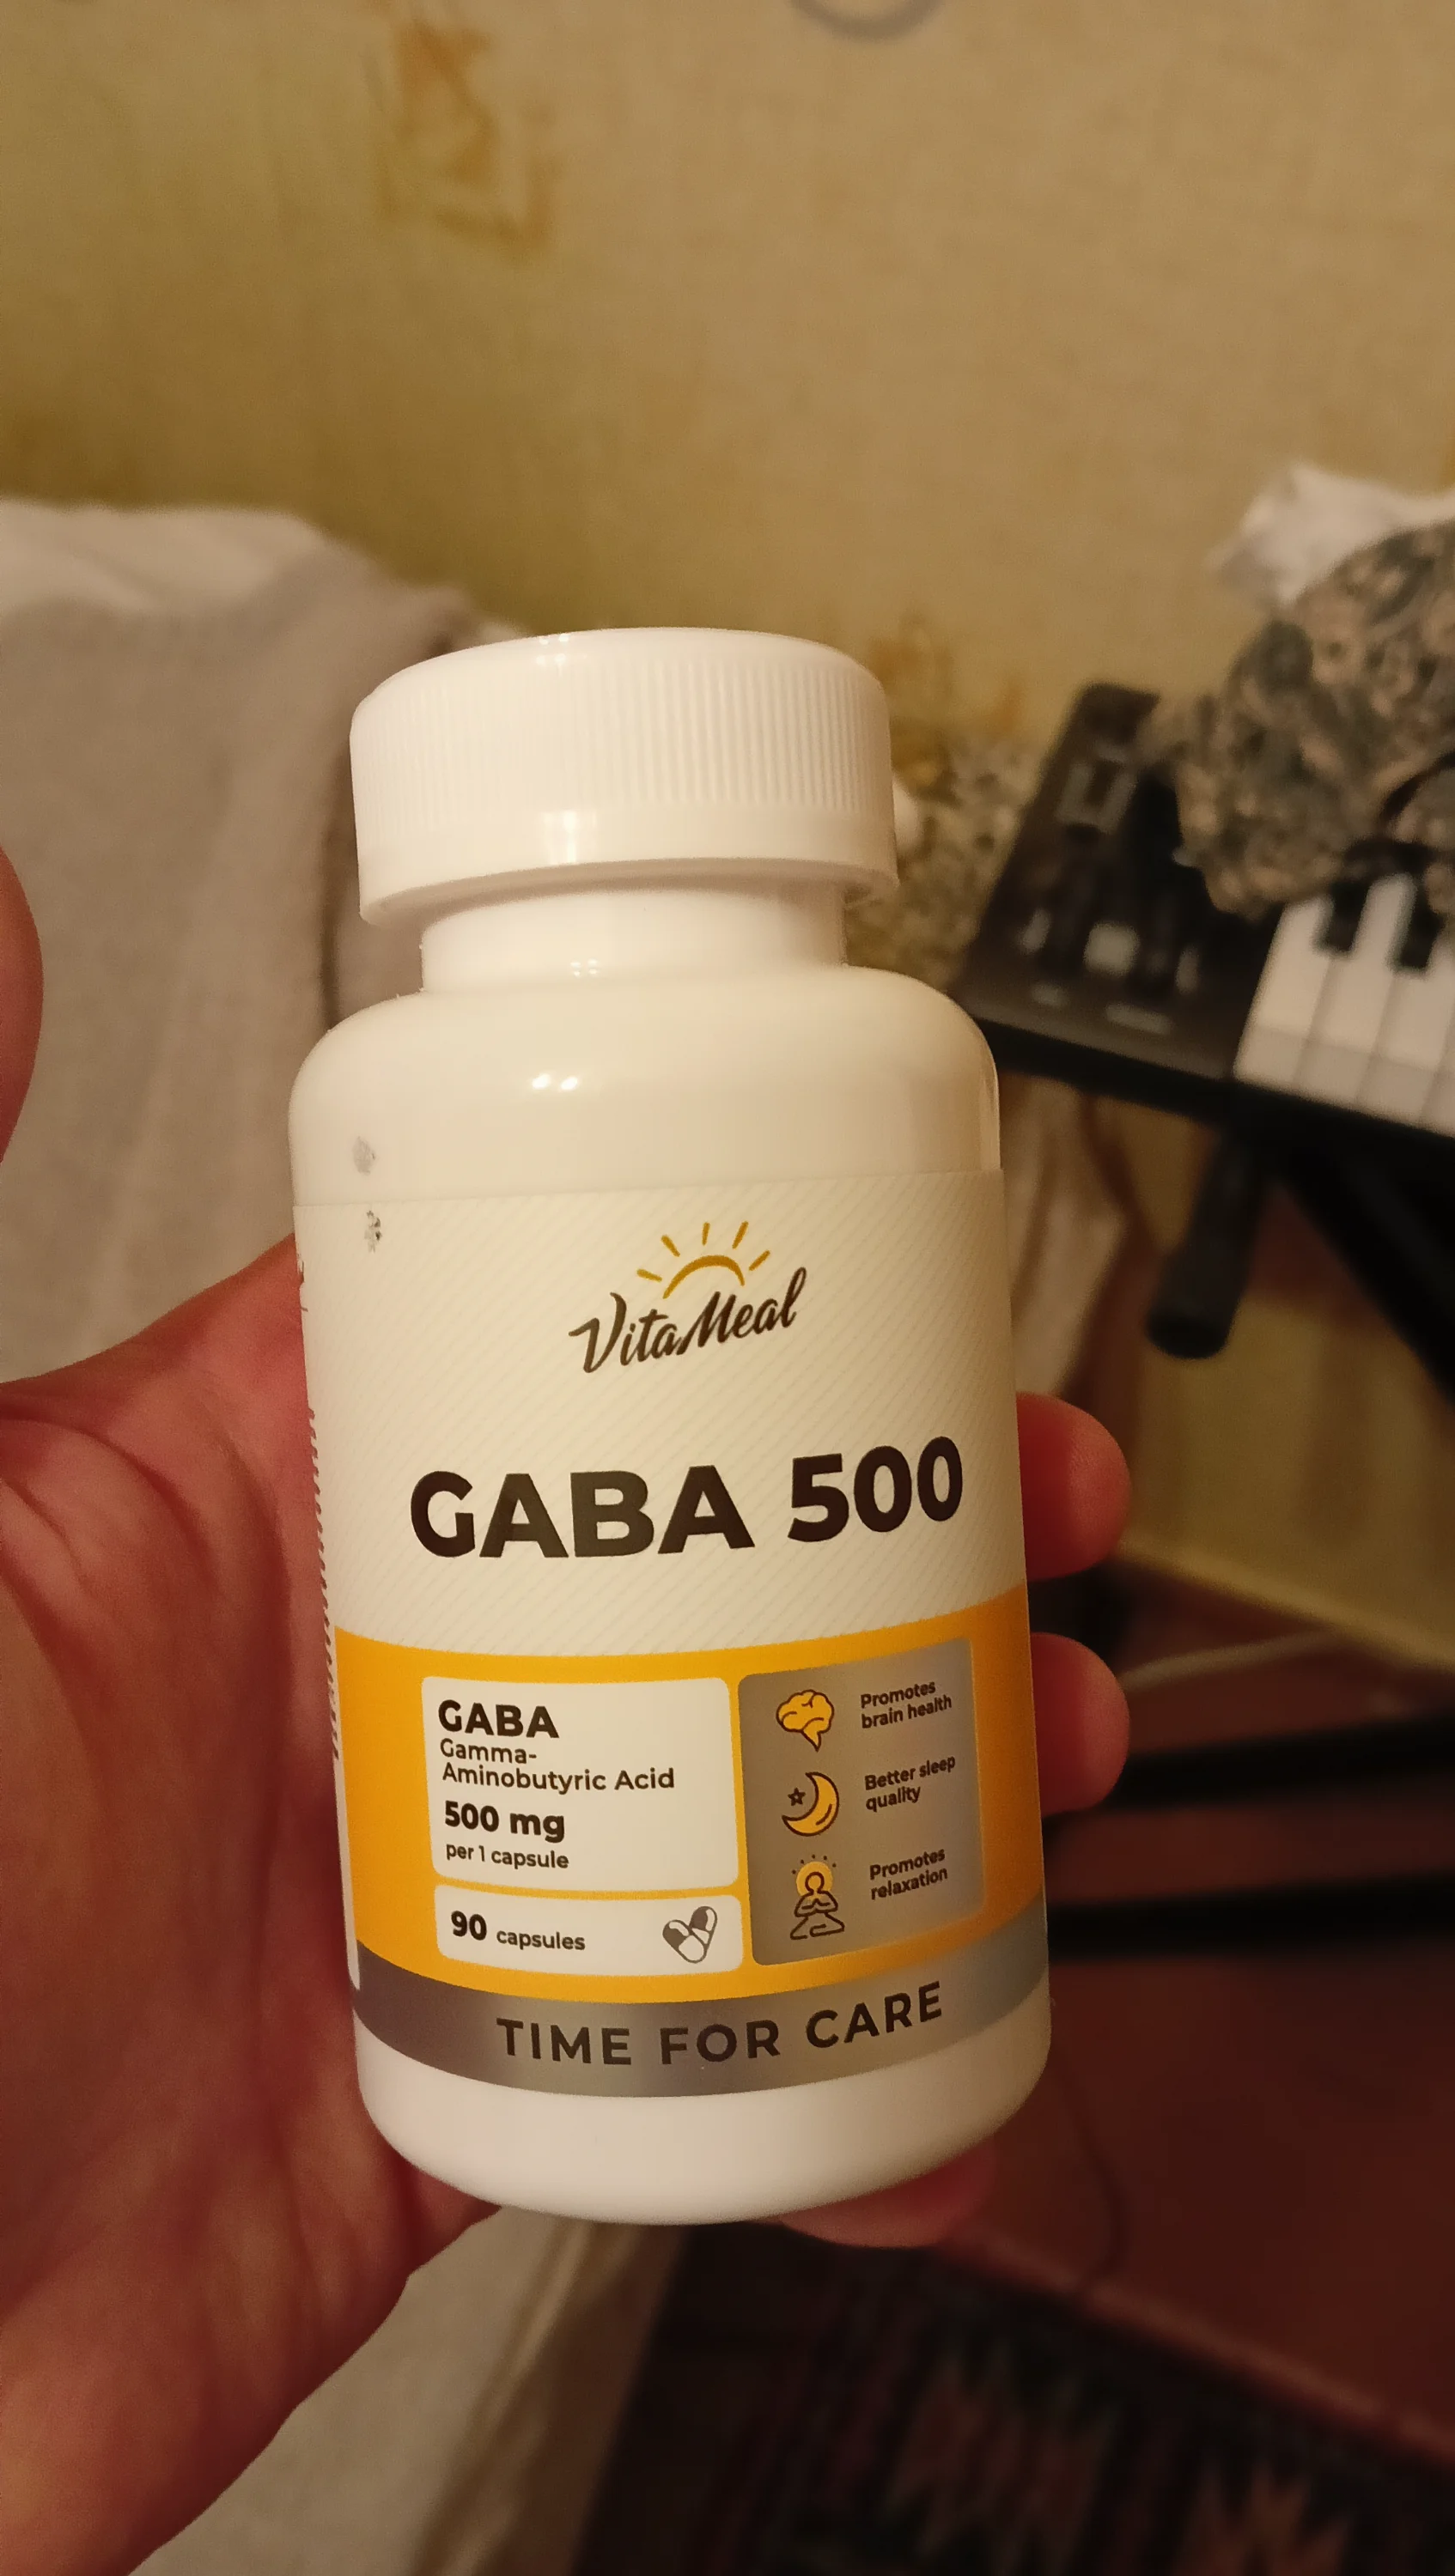 VitaMeal
GABA 500
GABA
Gamma-
Aminobutyric Acid
500 mg
per 1 capsule
90 capsules
Promotes
brain health
Better sleep
quality
Promotes
relaxation
TIME FOR CARE